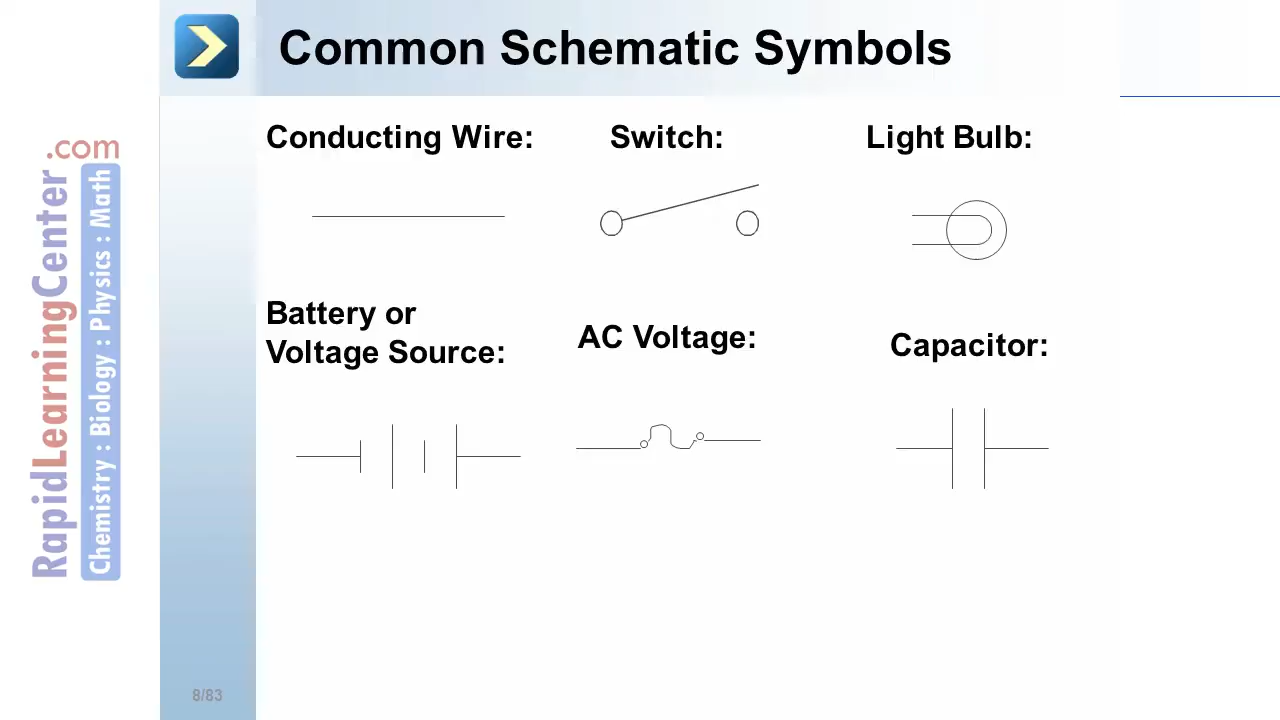 Common Schematic Symbols
Conducting Wire:
Switch:
Light Bulb:
Battery or
Voltage Source:
AC Voltage:
Capacitor:
RapidLearningCenter.com
Chemistry : Biology : Physics : Math
8/83